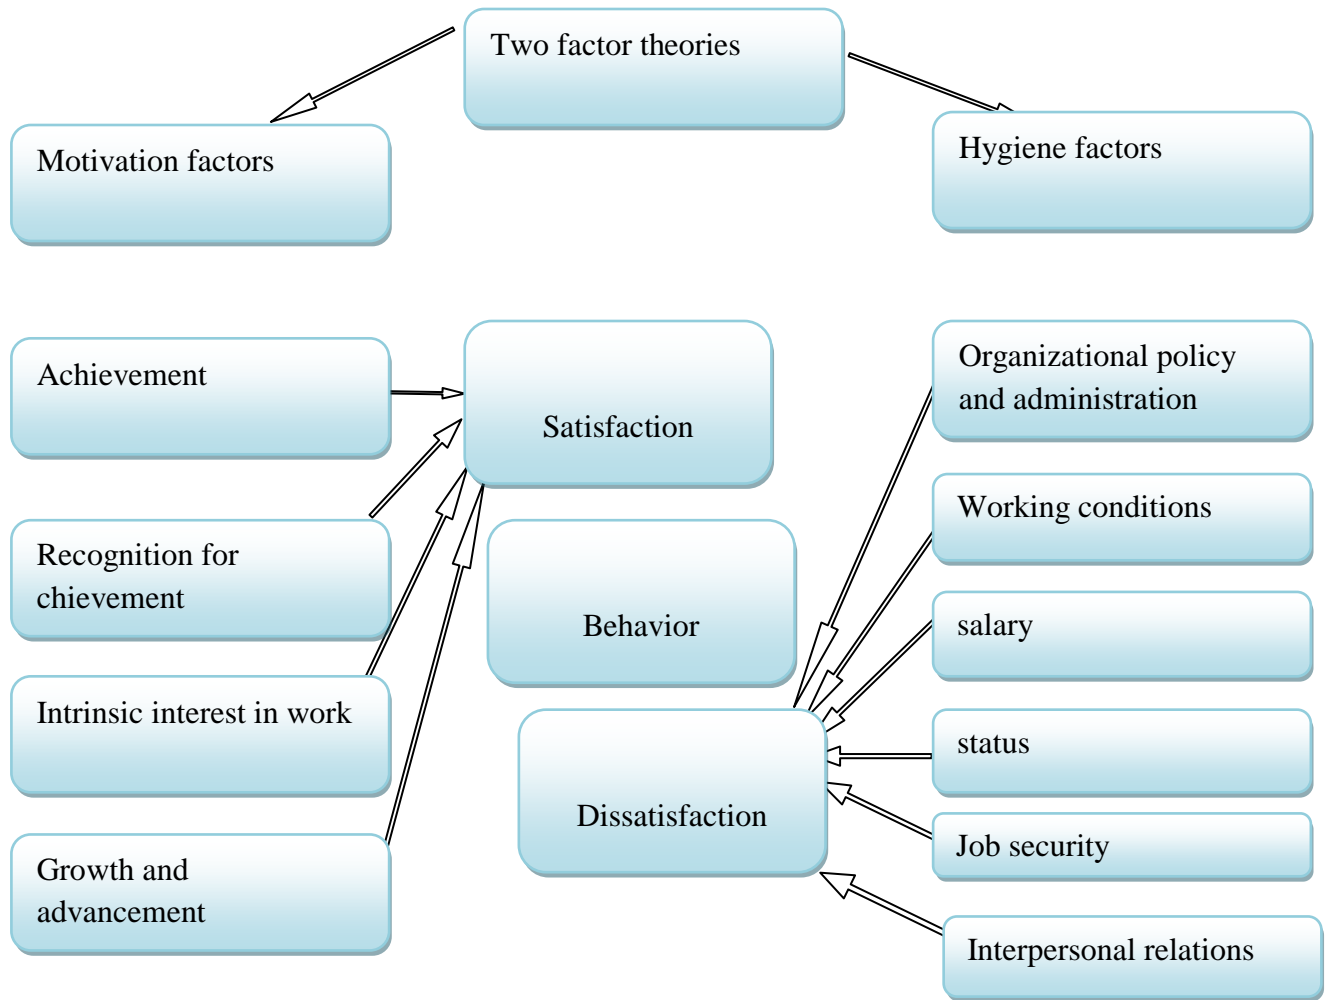 Two factor theories
Motivation factors
Hygiene factors
Achievement
Recognition for
chievement
Intrinsic interest in work
Growth and
advancement
Satisfaction
Behavior
Dissatisfaction
Organizational policy
and administration
Working conditions
salary
status
Job security
Interpersonal relations